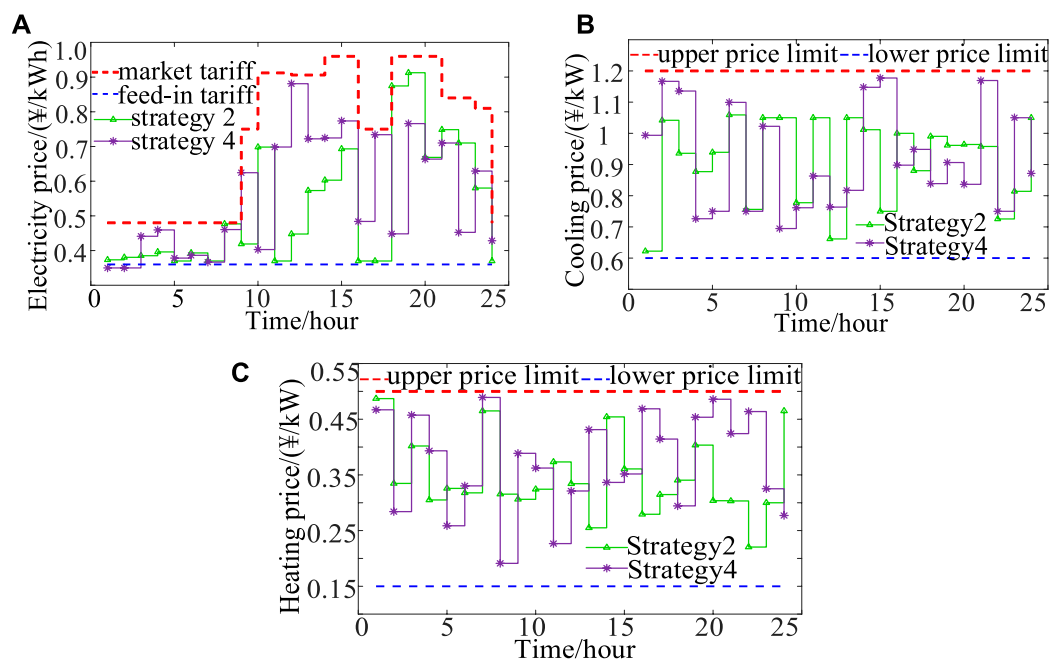 A
Electricity price/(¥/kWh)
1.0
0.9
0.8
0.7
0.6
0.5
0.4
market tariff
feed-in tariff
strategy 2
strategy 4
0 5 10 15 20 25
Time/hour
B
Cooling price/(¥/kW)
upper price limit lower price limit
1.20
1.1
1.0
0.9
0.8
0.7
0.6
Strategy2
Strategy4
0 5 10 15 20 25
Time/hour
C
Heating price/(¥/kW)
upper price limit lower price limit
0.55
0.45
0.35
0.25
0.15
Strategy2
Strategy4
0 5 10 15 20 25
Time/hour